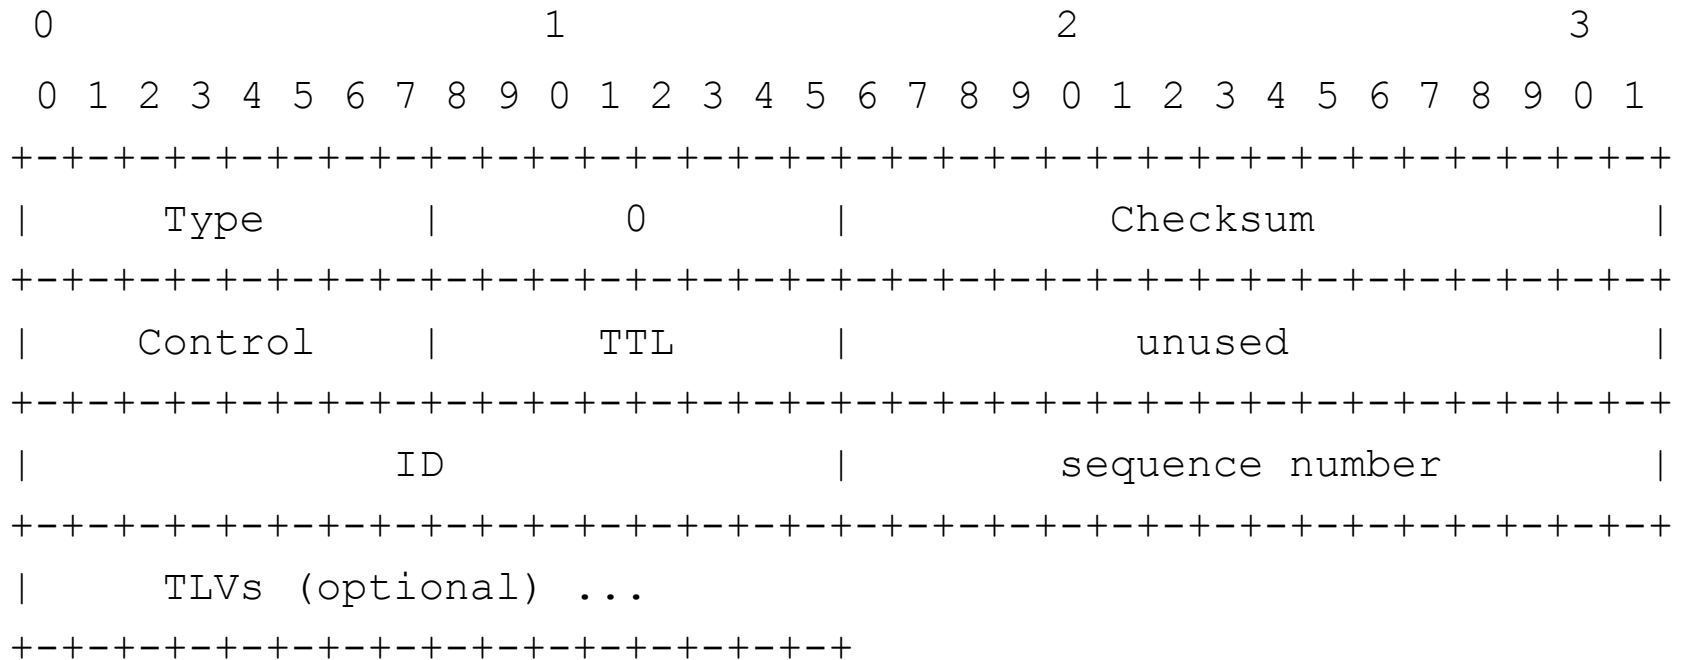 0                   1                   2                   3
 0 1 2 3 4 5 6 7 8 9 0 1 2 3 4 5 6 7 8 9 0 1 2 3 4 5 6 7 8 9 0 1
+-+-+-+-+-+-+-+-+-+-+-+-+-+-+-+-+-+-+-+-+-+-+-+-+-+-+-+-+-+-+-+-+
|     Type      |       0       |          Checksum             |
+-+-+-+-+-+-+-+-+-+-+-+-+-+-+-+-+-+-+-+-+-+-+-+-+-+-+-+-+-+-+-+-+
|    Control    |      TTL      |           unused              |
+-+-+-+-+-+-+-+-+-+-+-+-+-+-+-+-+-+-+-+-+-+-+-+-+-+-+-+-+-+-+-+-+
|              ID               |        sequence number        |
+-+-+-+-+-+-+-+-+-+-+-+-+-+-+-+-+-+-+-+-+-+-+-+-+-+-+-+-+-+-+-+-+
|     TLVs (optional) ...
+-+-+-+-+-+-+-+-+-+-+-+-+-+-+-+-+